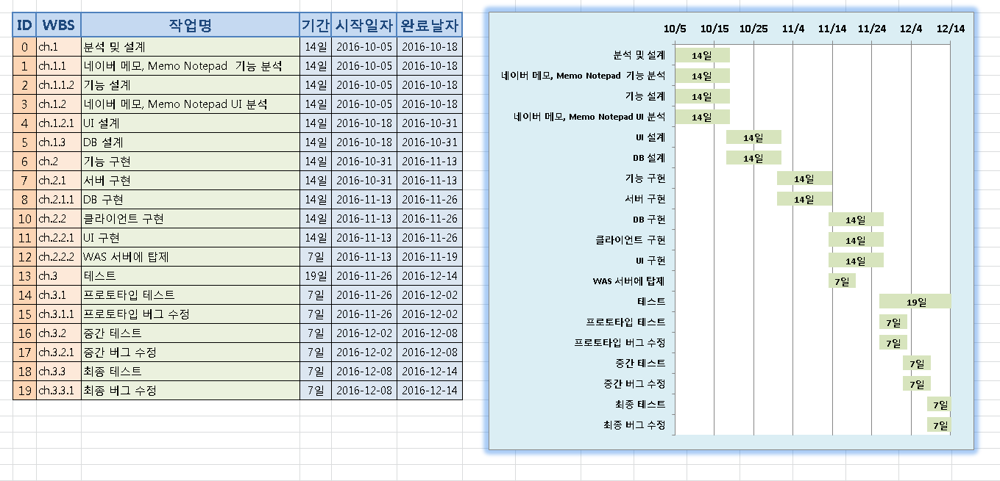 ID WBS 작업명 기간 시작일자 완료날자
0 ch.1 분석 및 설계 14일 2016-10-05 2016-10-18
1 ch.1.1 네이버 메모, Memo Notepad  기능 분석 14일 2016-10-05 2016-10-18
2 ch.1.1.2 기능 설계 14일 2016-10-05 2016-10-18
3 ch.1.2 네이버 메모, Memo Notepad UI 분석 14일 2016-10-05 2016-10-18
4 ch.1.2.1 UI 설계 14일 2016-10-18 2016-10-31
5 ch.1.3 DB 설계 14일 2016-10-18 2016-10-31
6 ch.2 기능 구현 14일 2016-10-31 2016-11-13
7 ch.2.1 서버 구현 14일 2016-10-31 2016-11-13
8 ch.2.1.1 DB 구현 14일 2016-11-13 2016-11-26
10 ch.2.2 클라이언트 구현 14일 2016-11-13 2016-11-26
11 ch.2.2.1 UI 구현 14일 2016-11-13 2016-11-26
12 ch.2.2.2 WAS 서버에 탑제 7일 2016-11-13 2016-11-19
13 ch.3 테스트 19일 2016-11-26 2016-12-14
14 ch.3.1 프로토타입 테스트 7일 2016-11-26 2016-12-02
15 ch.3.1.1 프로토타입 버그 수정 7일 2016-11-26 2016-12-02
16 ch.3.2 중간 테스트 7일 2016-12-02 2016-12-08
17 ch.3.2.1 중간 버그 수정 7일 2016-12-02 2016-12-08
18 ch.3.3 최종 테스트 7일 2016-12-08 2016-12-14
19 ch.3.3.1 최종 버그 수정 7일 2016-12-08 2016-12-14
10/5 10/15 10/25 11/4 11/14 11/24 12/4 12/14
분석 및 설계 14일
네이버 메모, Memo Notepad  기능 분석 14일
기능 설계 14일
네이버 메모, Memo Notepad UI 분석 14일
UI 설계 14일
DB 설계 14일
기능 구현 14일
서버 구현 14일
DB 구현 14일
클라이언트 구현 14일
UI 구현 14일
WAS 서버에 탑제 7일
테스트 19일
프로토타입 테스트 7일
프로토타입 버그 수정 7일
중간 테스트 7일
중간 버그 수정 7일
최종 테스트 7일
최종 버그 수정 7일